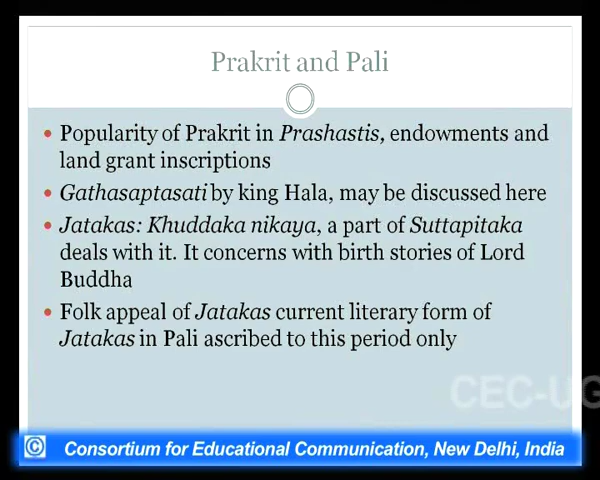 Prakrit and Pali
• Popularity of Prakrit in Prashastis, endowments and
land grant inscriptions
• Gathasaptasati by king Hala, may be discussed here
• Jatakas: Khuddaka nikaya, a part of Suttapitaka
deals with it. It concerns with birth stories of Lord
Buddha
• Folk appeal of Jatakas current literary form of
Jatakas in Pali ascribed to this period only
CEC-UG
© Consortium for Educational Communication, New Delhi, India